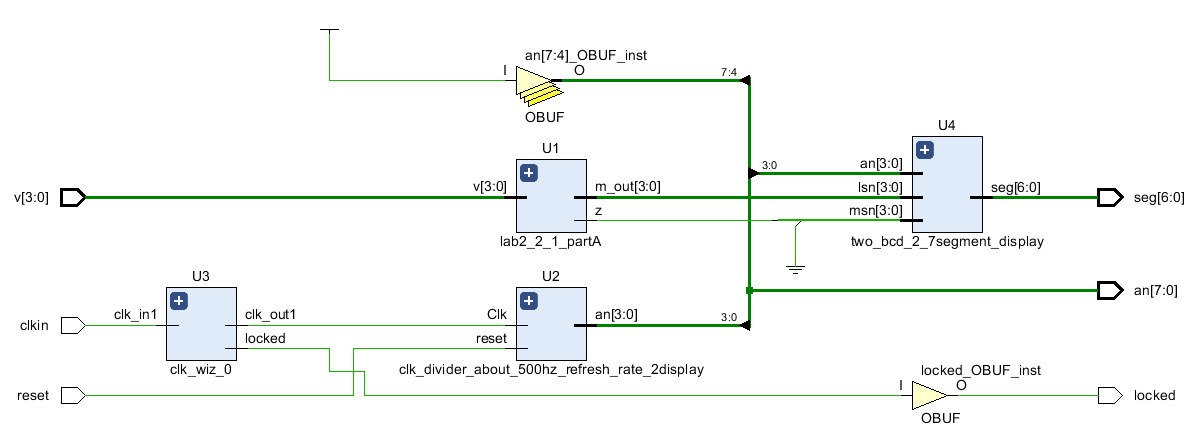 an[7:4]_OBUF_inst
I
O
7:4
OBUF
U4
U1
3:0
an[3:0]
v[3:0]
v[3:0]
m_out[3:0]
lsn[3:0]
seg[6:0]
seg[6:0]
z
msn[3:0]
lab2_2_1_partA
two_bcd_2_7segment_display
U3
U2
an[7:0]
clkin
clk_in1
clk_out1
Clk
an[3:0]
3:0
locked
reset
clk_wiz_0
clk_divider_about_500hz_refresh_rate_2display
locked_OBUF_inst
reset
I
O
locked
OBUF